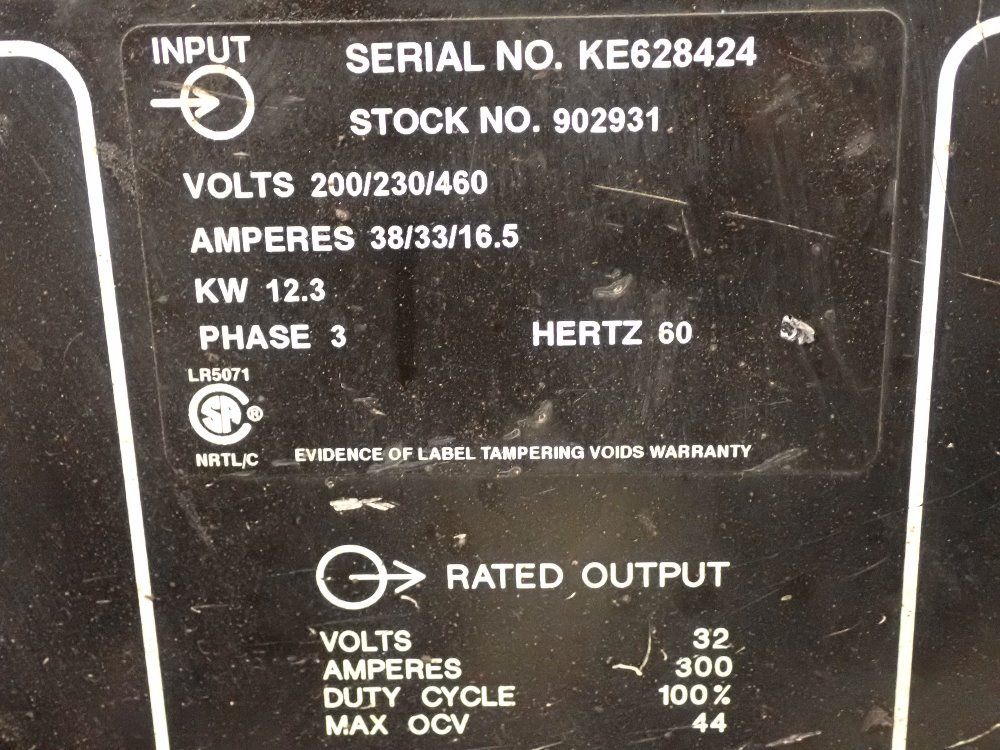 INPUT
SERIAL NO. KE628424
STOCK NO. 902931
VOLTS 200/230/460
AMPERES 38/33/16.5
KW 12.3
PHASE 3 HERTZ 60
LR5071
SA ®
NRTL/C
EVIDENCE OF LABEL TAMPERING VOIDS WARRANTY
RATED OUTPUT
VOLTS 32
AMPERES 300
DUTY CYCLE 100%
MAX OCV 44